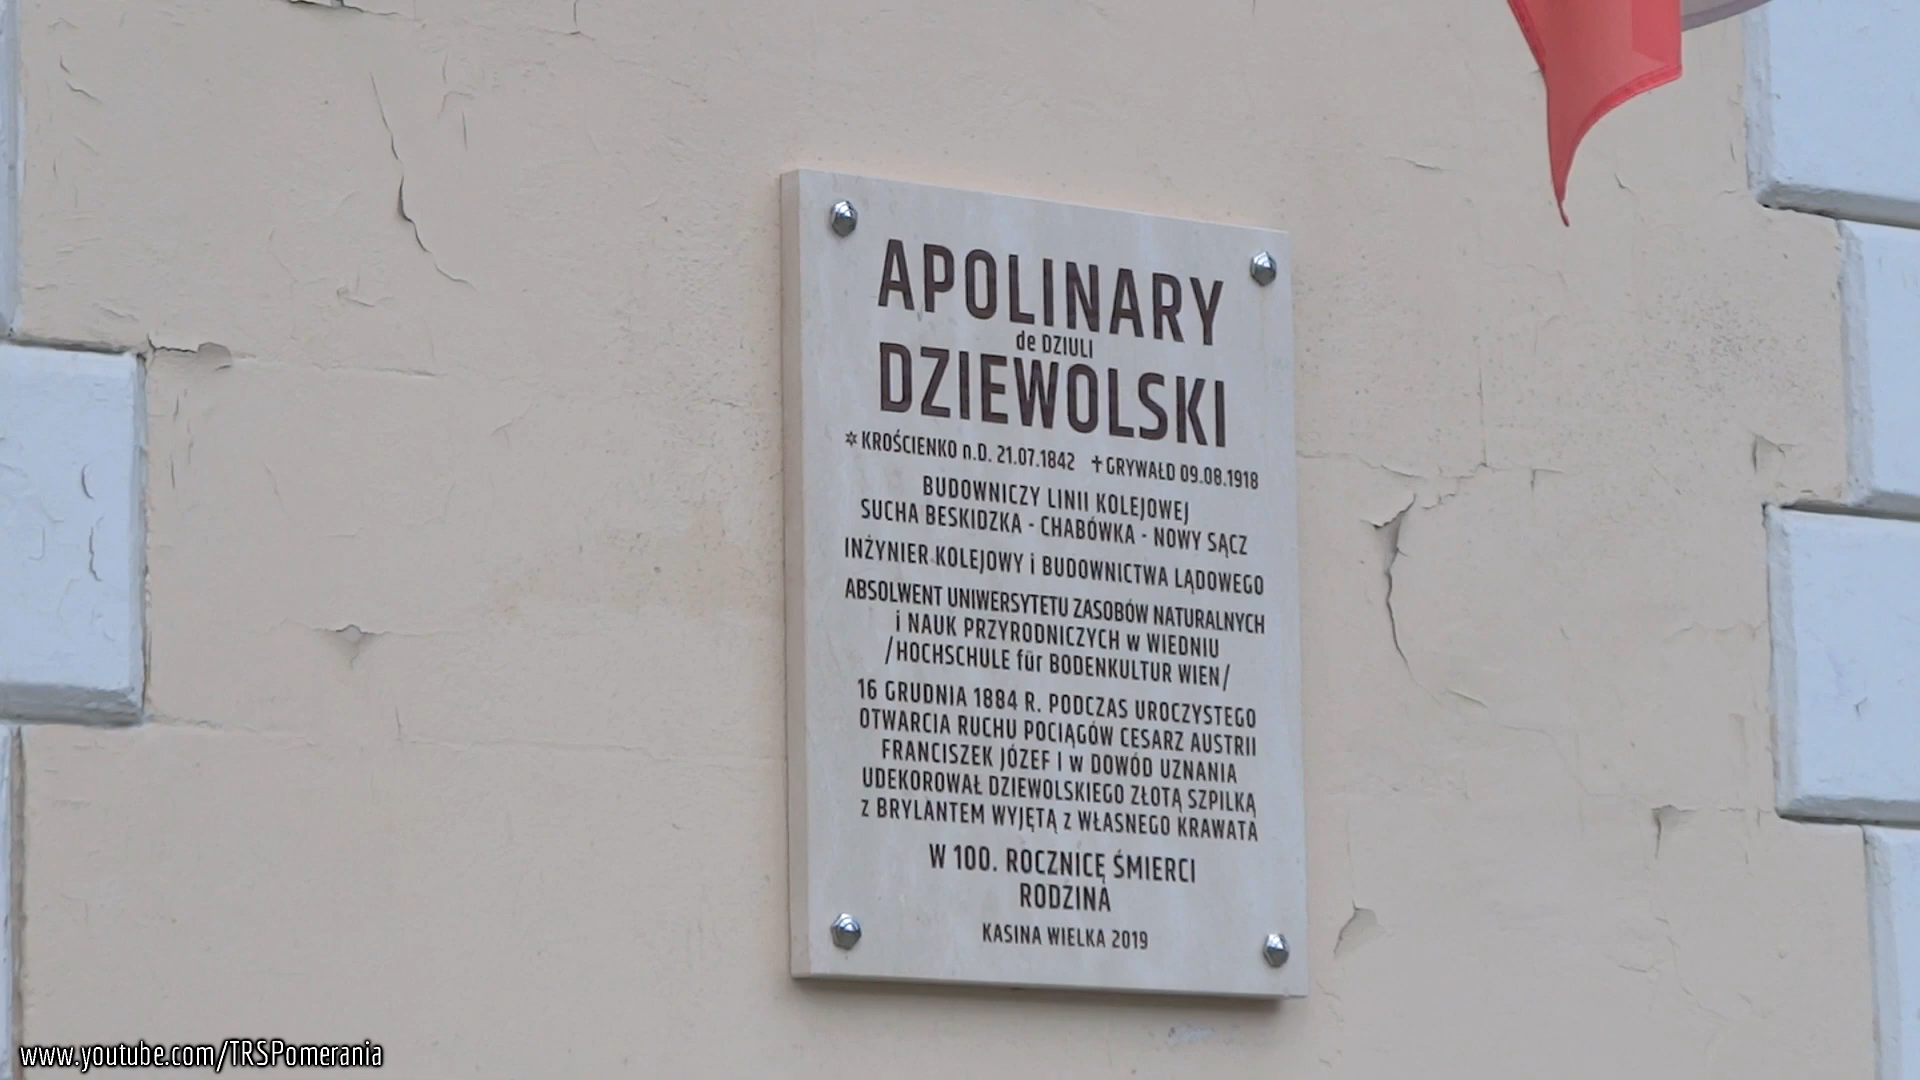 APOLINARY
de DZIULI
DZIEWOLSKI
✡ KROŚCIENKO n.D. 21.07.1842 ✝ GRYWAŁD 09.08.1918
BUDOWNICZY LINII KOLEJOWEJ
SUCHA BESKIDZKA - CHABÓWKA - NOWY SĄCZ
INŻYNIER KOLEJOWY i BUDOWNICTWA LĄDOWEGO
ABSOLWENT UNIWERSYTETU ZASOBÓW NATURALNYCH
i NAUK PRZYRODNICZYCH w WIEDNIU
/HOCHSCHULE für BODENKULTUR WIEN/
16 GRUDNIA 1884 R. PODCZAS UROCZYSTEGO
OTWARCIA RUCHU POCIĄGÓW CESARZ AUSTRII
FRANCISZEK JÓZEF I w DOWÓD UZNANIA
UDEKOROWAŁ DZIEWOLSKIEGO ZŁOTĄ SZPILKĄ
z BRYLANTEM WYJĘTĄ z WŁASNEGO KRAWATA
W 100. ROCZNICĘ ŚMIERCI
RODZINA
KASINA WIELKA 2019
www.youtube.com/TRSPomerania